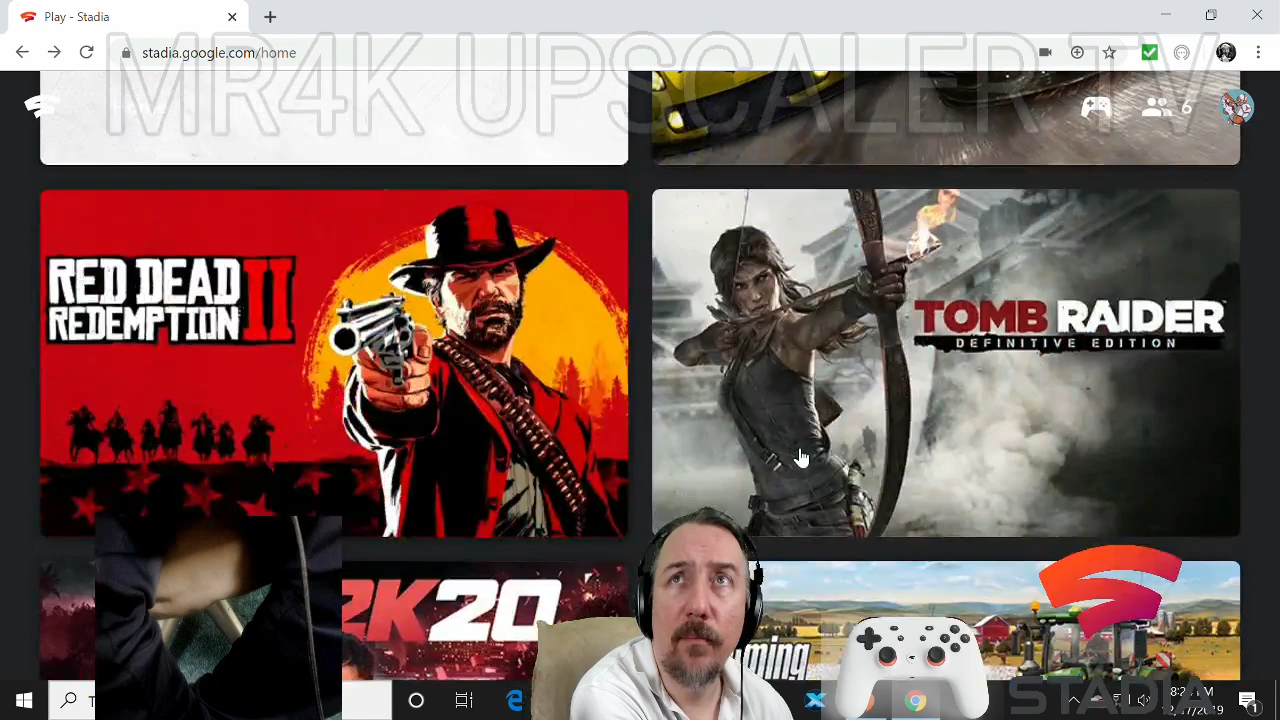 Play - Stadia
stadia.google.com/home
MR4K UPSCALER TV
6
RED DEAD
REDEMPTION II
TOMB RAIDER
DEFINITIVE EDITION
2K20
STADIA
1